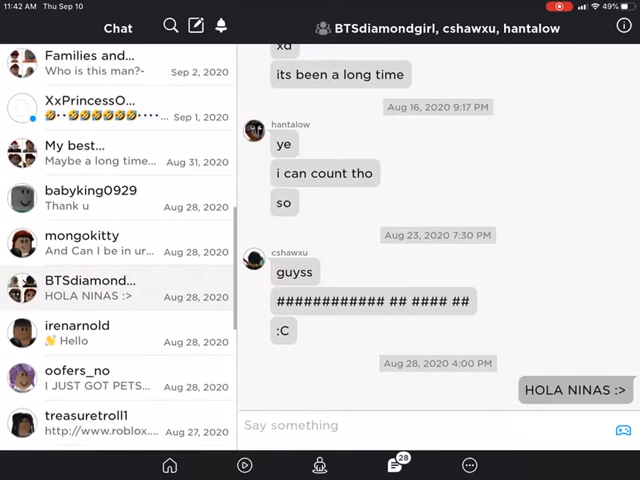 11:42 AM Thu Sep 10
49%
Chat
BTSdiamondgirl, cshawxu, hantalow
Families and...
Who is this man?-
Sep 2, 2020
XxPrincessO...
🤣••🤣🤣🤣🤣🤣🤣••••...
Sep 1, 2020
My best...
Maybe a long time...
Aug 31, 2020
babyking0929
Thank u
Aug 28, 2020
mongokitty
And Can I be in ur...
Aug 28, 2020
BTSdiamond...
HOLA NINAS :>
Aug 28, 2020
irenarnold
👋 Hello
Aug 28, 2020
oofers_no
I JUST GOT PETS...
Aug 28, 2020
treasuretroll1
http://www.roblox....
Aug 27, 2020
xd
its been a long time
Aug 16, 2020 9:17 PM
hantalow
ye
i can count tho
so
Aug 23, 2020 7:30 PM
cshawxu
guyss
############ ## #### ##
:C
Aug 28, 2020 4:00 PM
HOLA NINAS :>
Say something
28